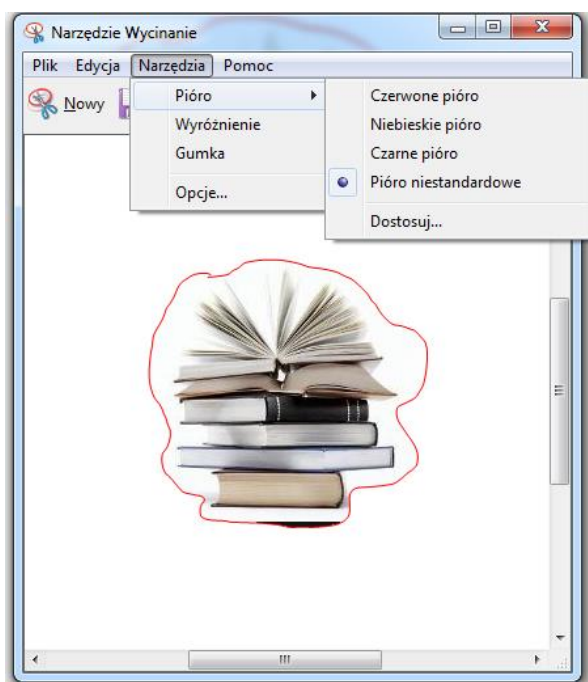 Narzędzie Wycinanie
Plik Edycja Narzędzia Pomoc
Nowy
Pióro
Wyróżnienie
Gumka
Opcje...
Czerwone pióro
Niebieskie pióro
Czarne pióro
Pióro niestandardowe
Dostosuj...